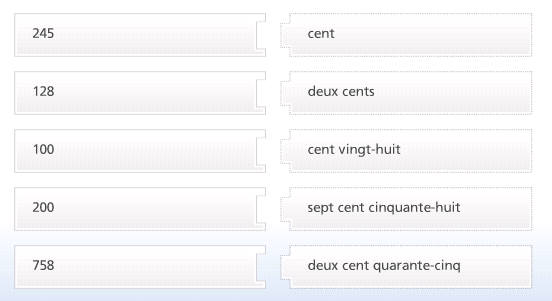 245 cent
128 deux cents
100 cent vingt-huit
200 sept cent cinquante-huit
758 deux cent quarante-cinq